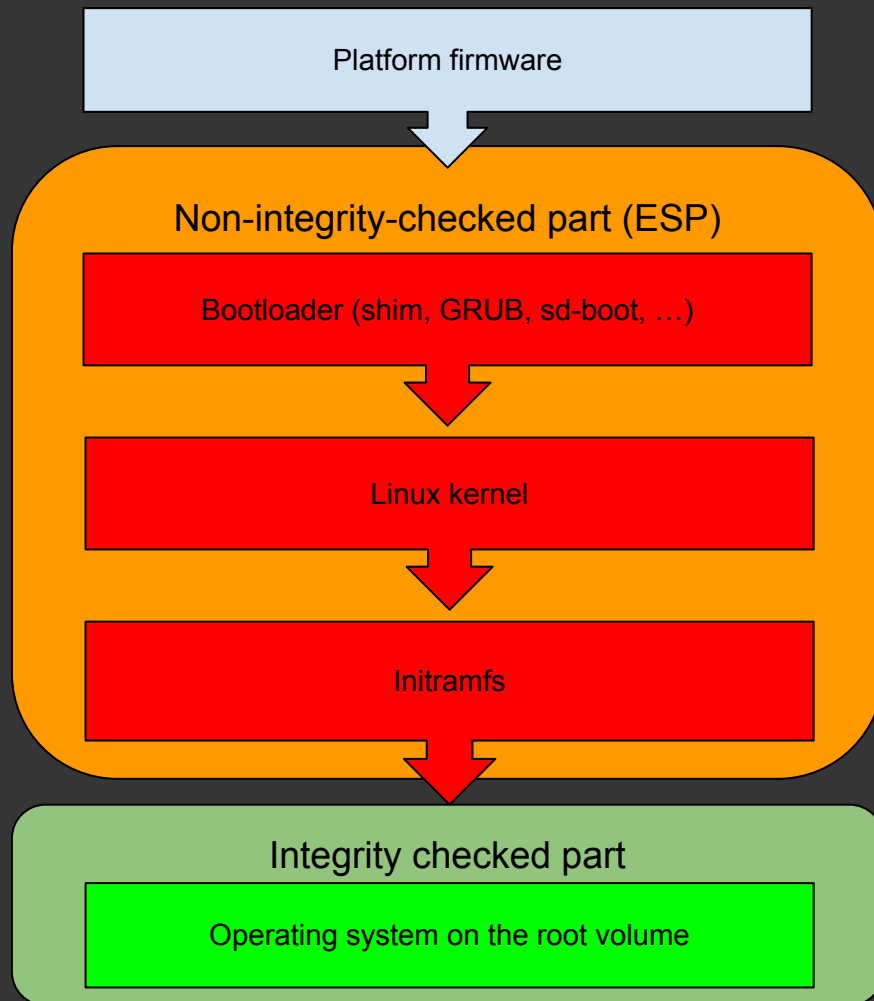 Platform firmware
Non-integrity-checked part (ESP)
Bootloader (shim, GRUB, sd-boot, …)
Linux kernel
Initramfs
Integrity checked part
Operating system on the root volume